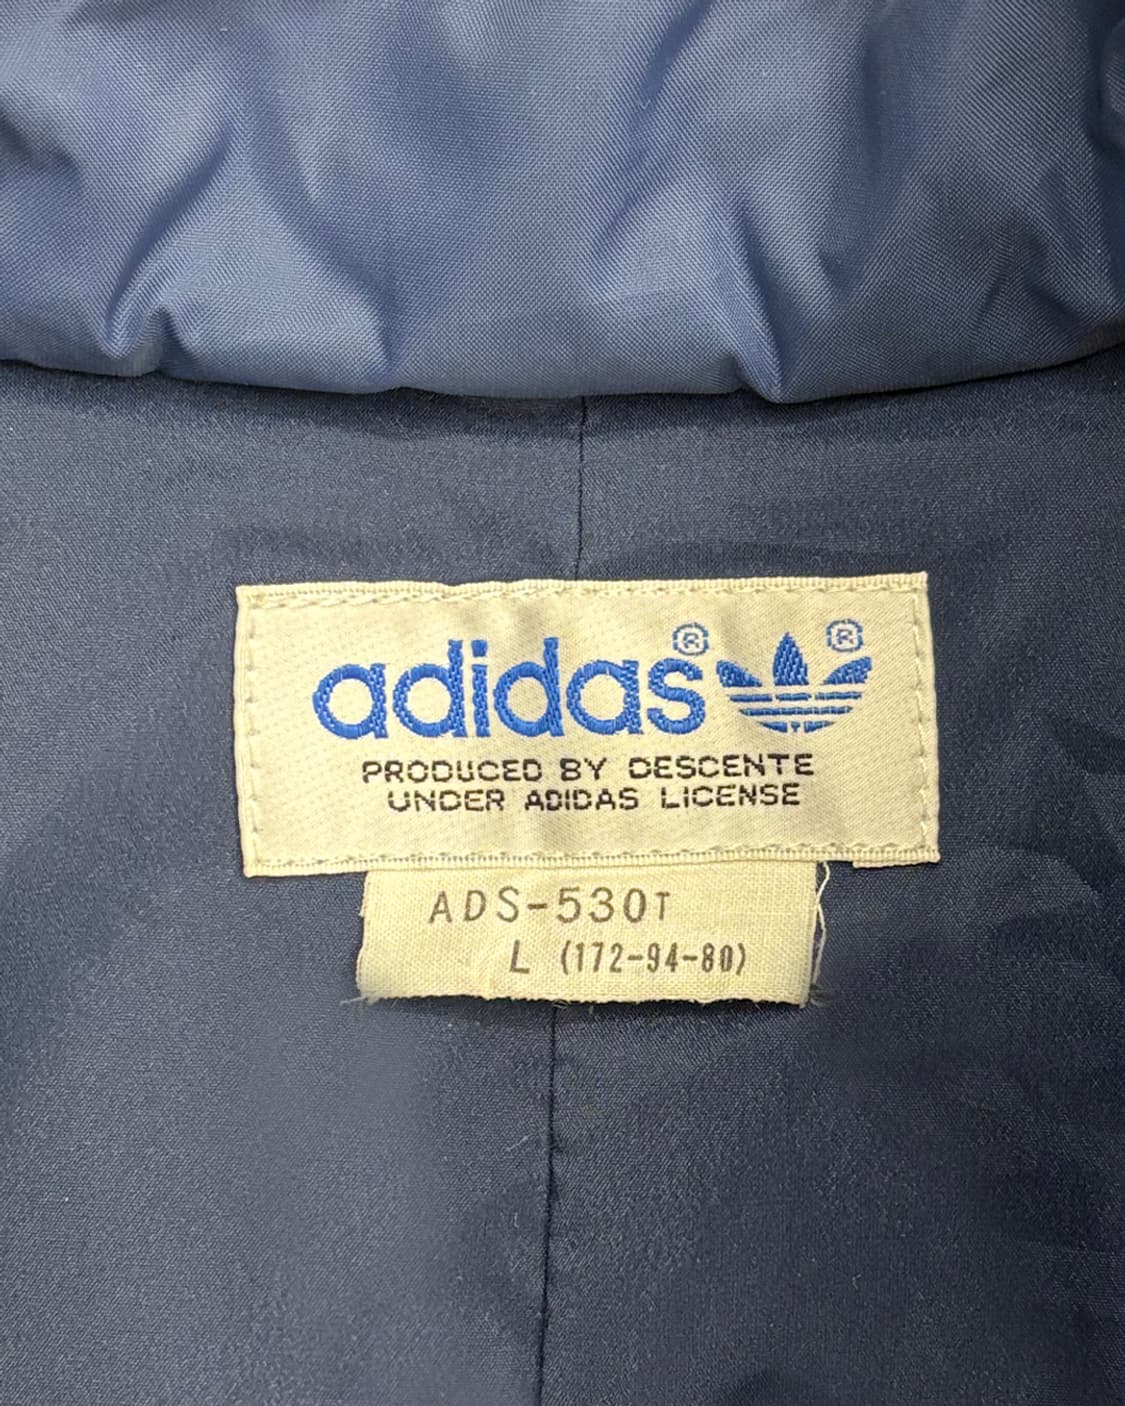 adidas® ®
PRODUCED BY DESCENTE
UNDER ADIDAS LICENSE
ADS-530T
L (172-94-80)